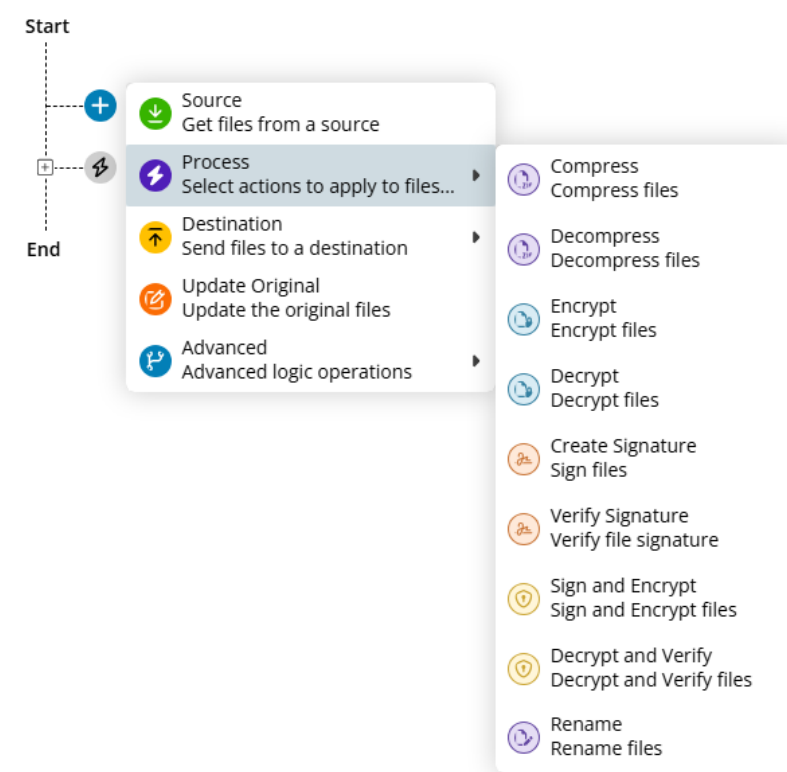 Start
Source
Get files from a source
Process
Select actions to apply to files...
Destination
Send files to a destination
Update Original
Update the original files
Advanced
Advanced logic operations
End
Compress
Compress files
Decompress
Decompress files
Encrypt
Encrypt files
Decrypt
Decrypt files
Create Signature
Sign files
Verify Signature
Verify file signature
Sign and Encrypt
Sign and Encrypt files
Decrypt and Verify
Decrypt and Verify files
Rename
Rename files